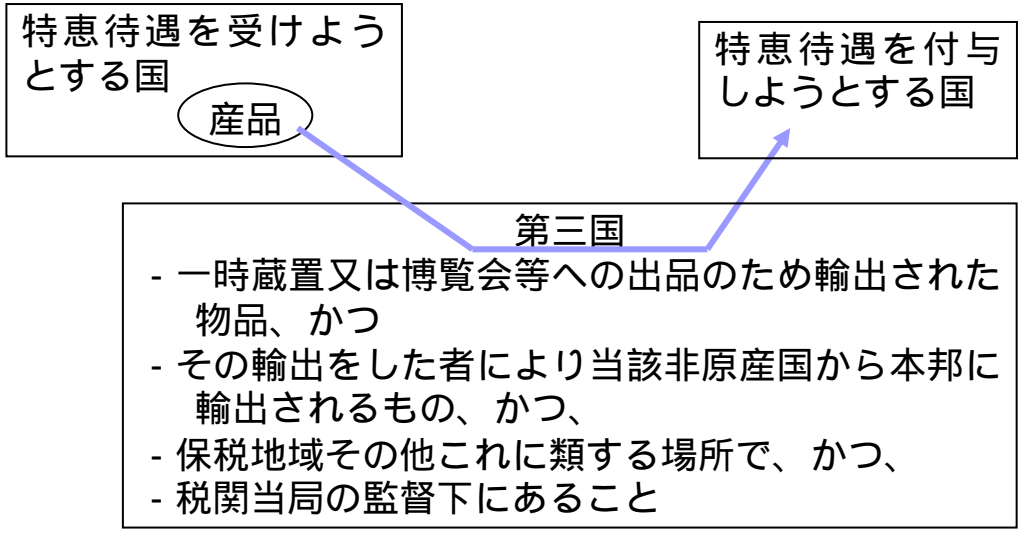 特恵待遇を受けよう
とする国
産品
特恵待遇を付与
しようとする国
第三国
- 一時蔵置又は博覧会等への出品のため輸出された
物品、かつ
- その輸出をした者により当該非原産国から本邦に
輸出されるもの、かつ、
- 保税地域その他これに類する場所で、かつ、
- 税関当局の監督下にあること